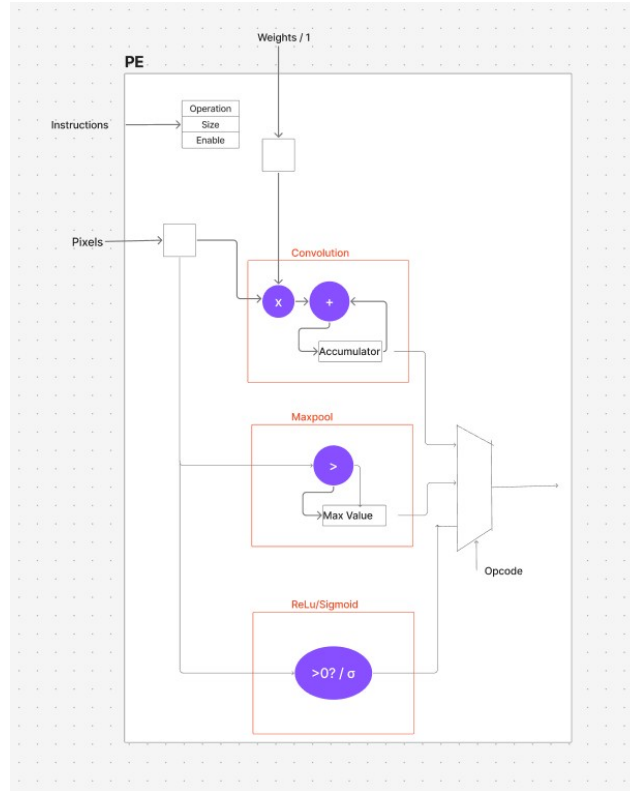 Weights / 1
PE
Operation
Instructions
Size
Enable
Pixels
Convolution
x
+
Accumulator
Maxpool
>
Max Value
Opcode
ReLu/Sigmoid
>0? / σ